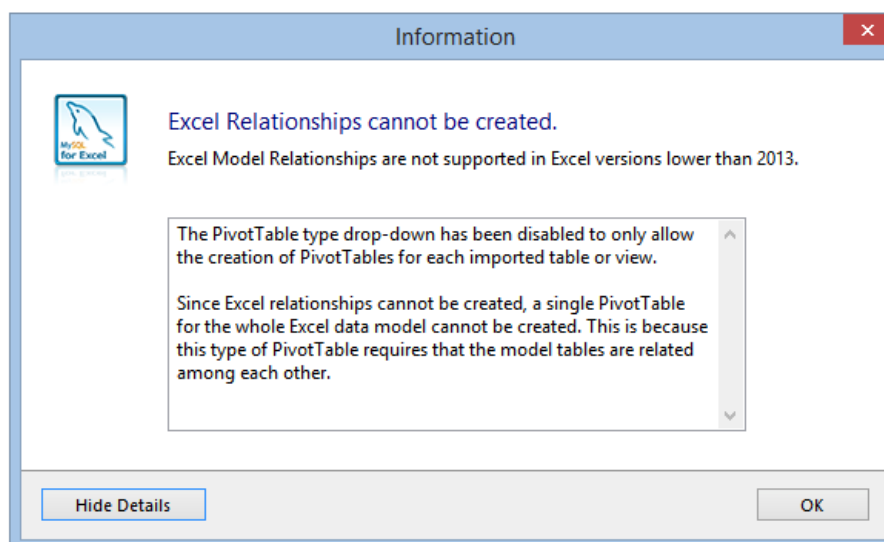 Information
MySQL
for Excel
Excel Relationships cannot be created.
Excel Model Relationships are not supported in Excel versions lower than 2013.
The PivotTable type drop-down has been disabled to only allow
the creation of PivotTables for each imported table or view.
Since Excel relationships cannot be created, a single PivotTable
for the whole Excel data model cannot be created. This is because
this type of PivotTable requires that the model tables are related
among each other.
Hide Details
OK